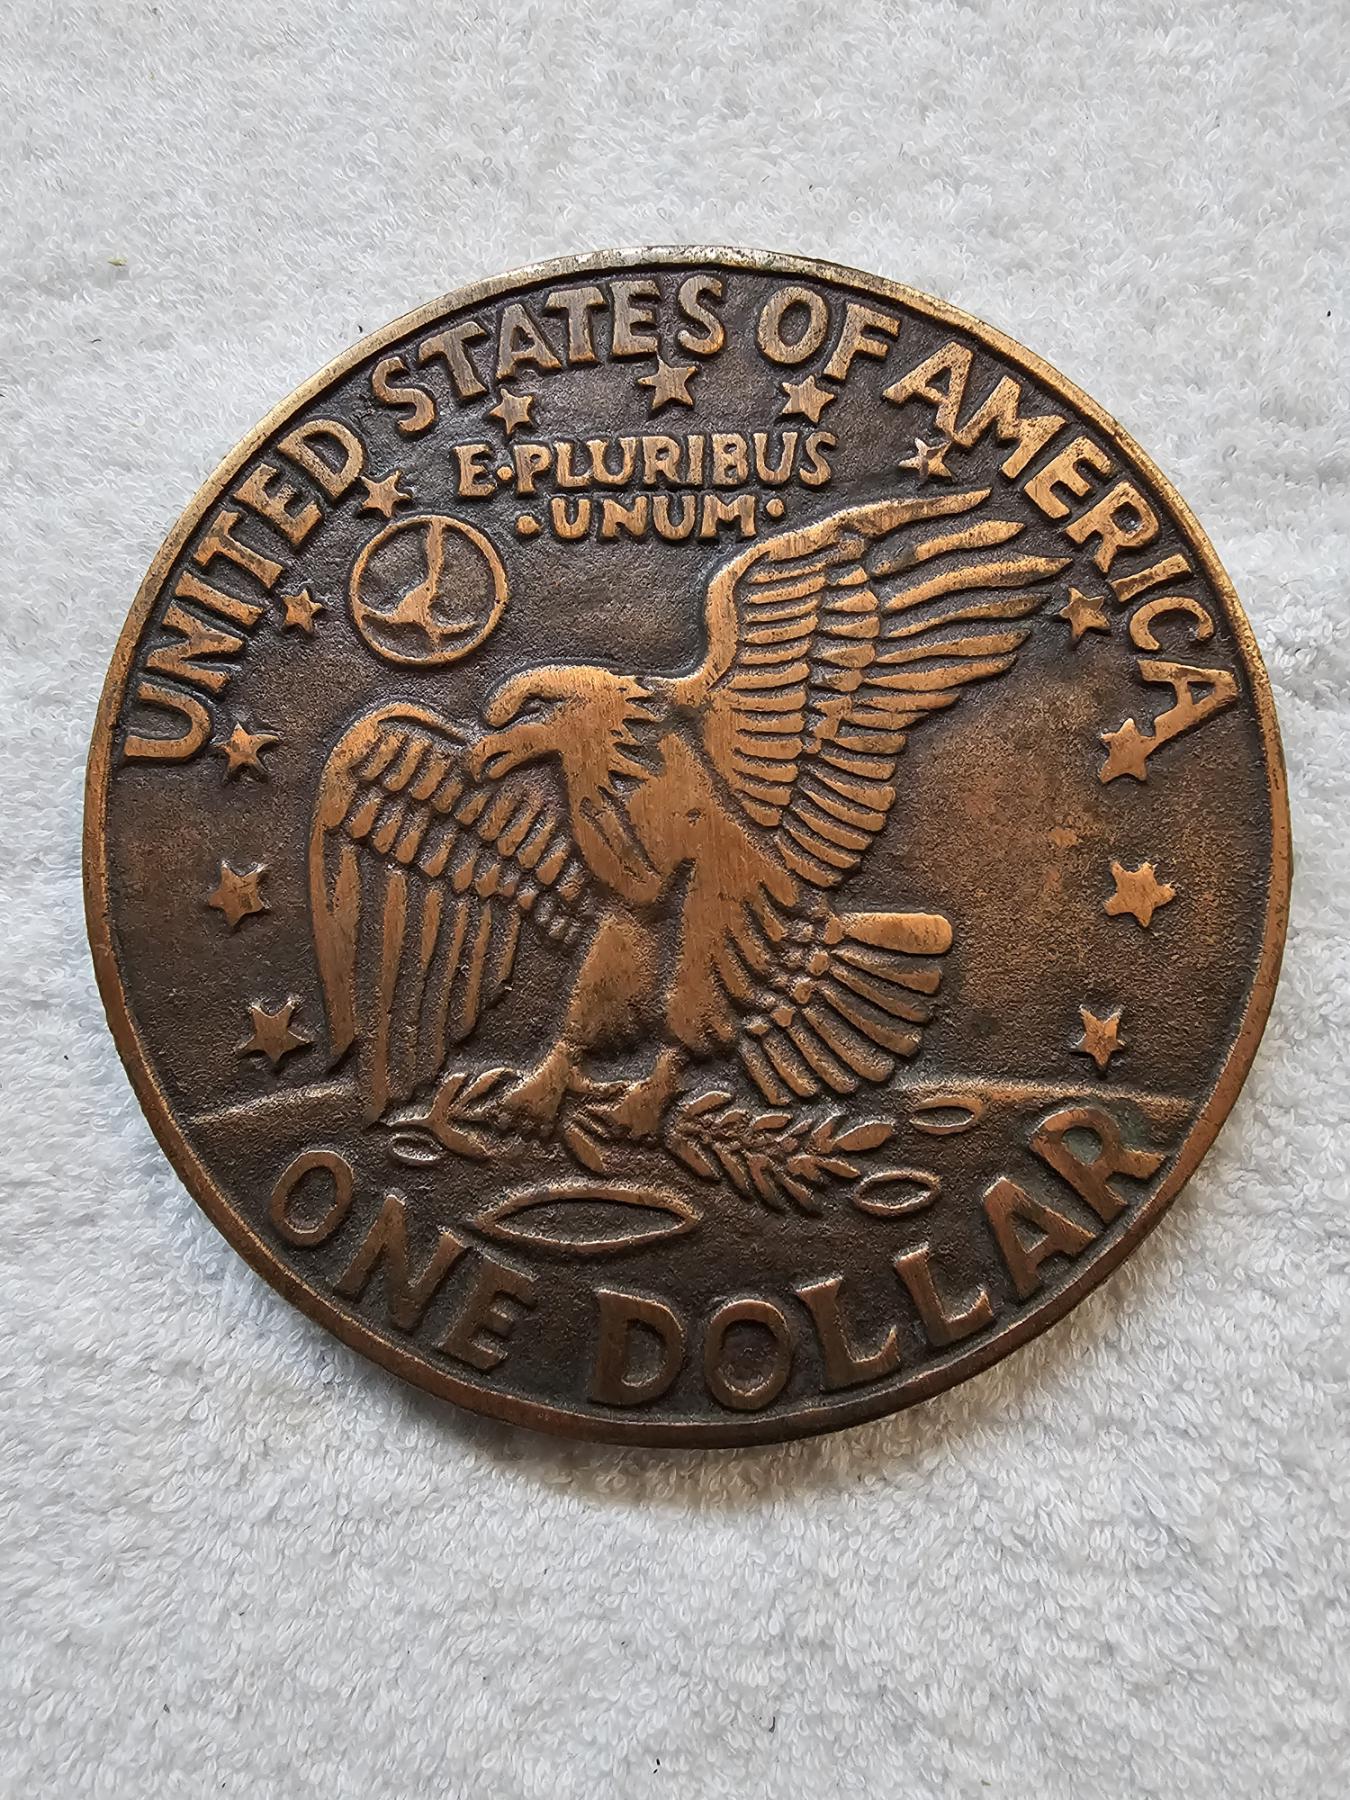 UNITED STATES OF AMERICA
E·PLURIBUS
·UNUM·
ONE DOLLAR